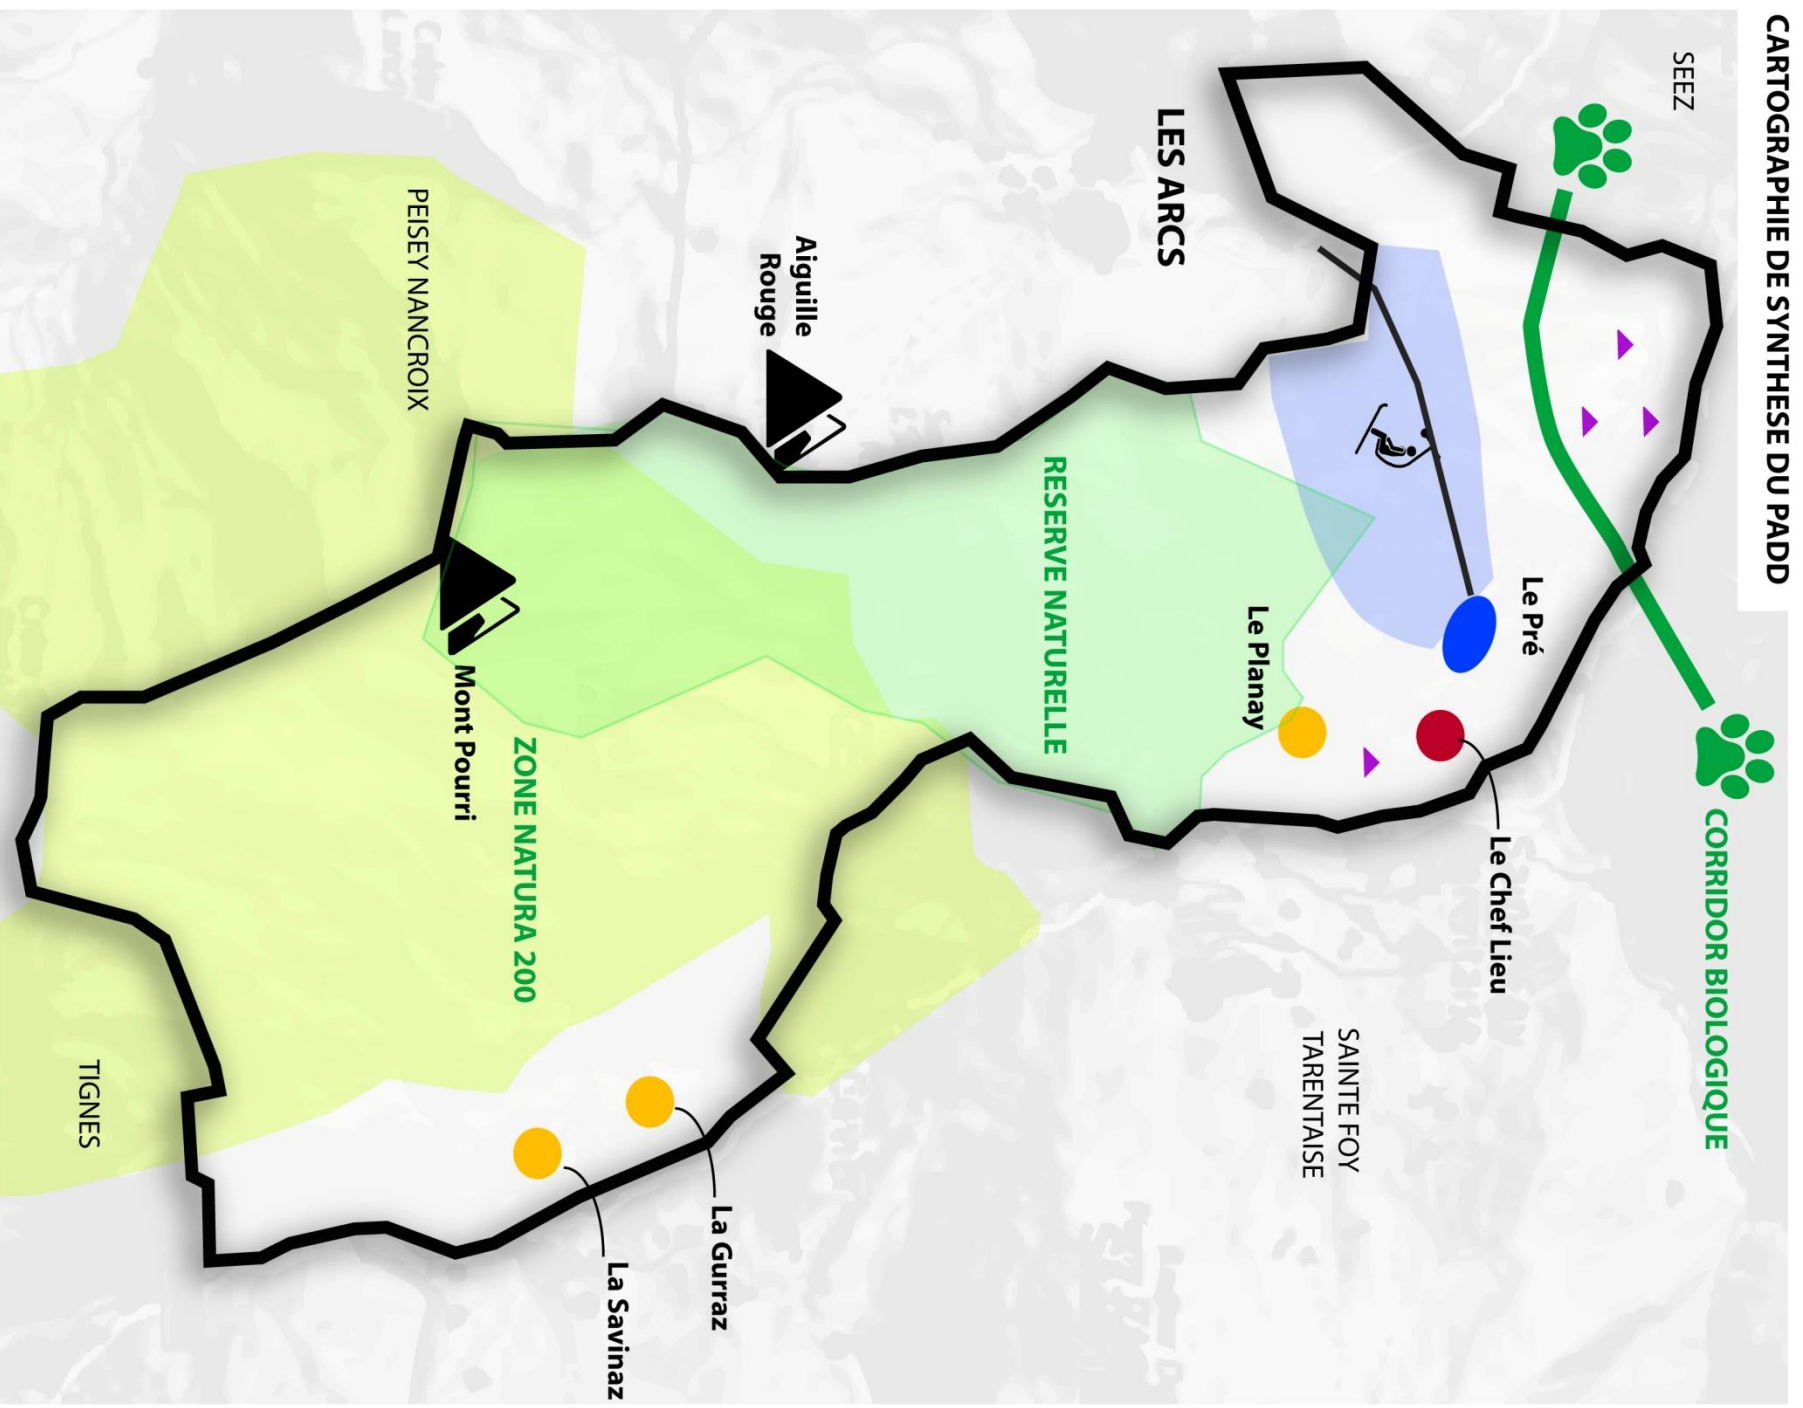 CARTOGRAPHIE DE SYNTHESE DU PADD
SEEZ
CORRIDOR BIOLOGIQUE
Le Pré
Le Chef Lieu
SAINTE FOY
TARENTAISE
Le Planay
LES ARCS
RESERVE NATURELLE
Aiguille
Rouge
La Gurraz
La Savinaz
ZONE NATURA 200
Mont Pourri
PEISEY NANCROIX
TIGNES